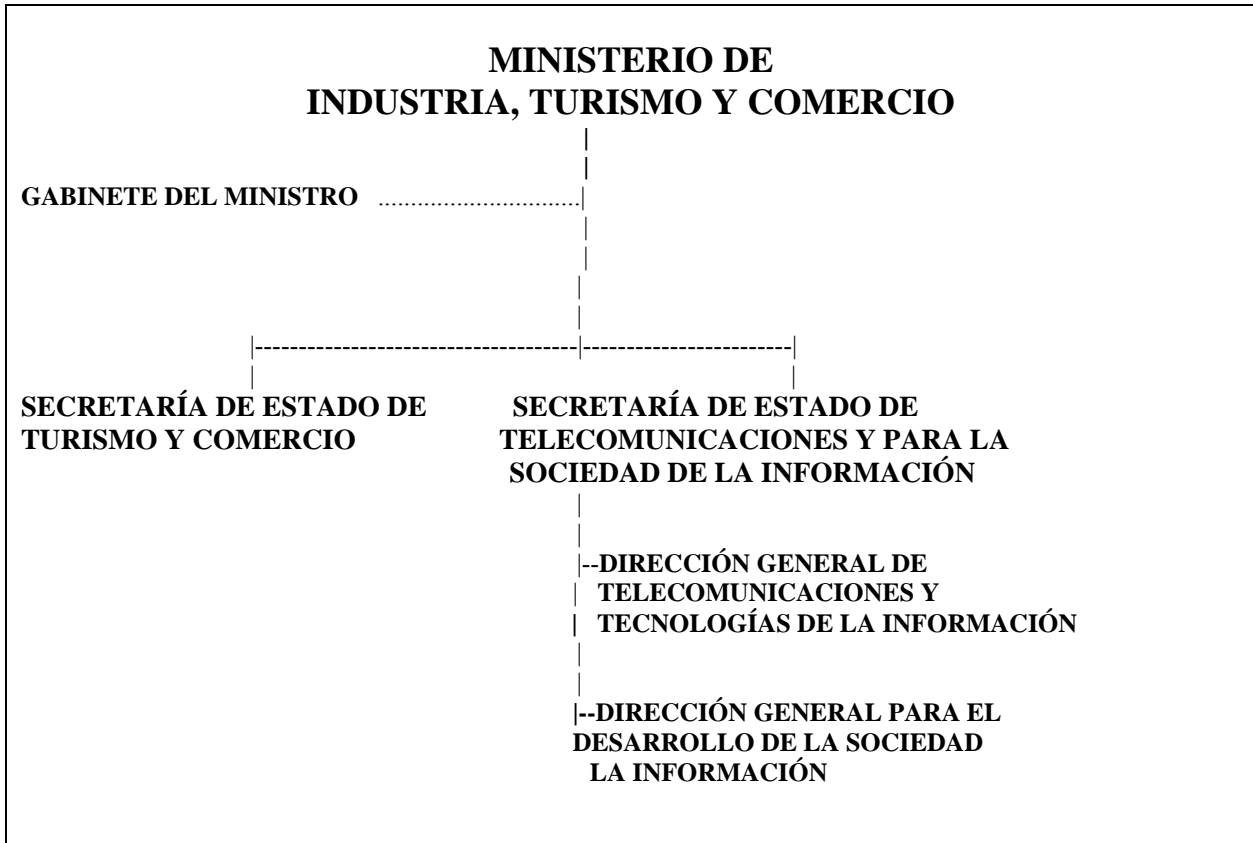 MINISTERIO DE
INDUSTRIA, TURISMO Y COMERCIO
|
|
GABINETE DEL MINISTRO ...............................|
|
|
|
|
|-------------------------------------|------------------------|
| |
SECRETARÍA DE ESTADO DE SECRETARÍA DE ESTADO DE
TURISMO Y COMERCIO TELECOMUNICACIONES Y PARA LA
SOCIEDAD DE LA INFORMACIÓN
|
|
|--DIRECCIÓN GENERAL DE
| TELECOMUNICACIONES Y
| TECNOLOGÍAS DE LA INFORMACIÓN
|
|
|--DIRECCIÓN GENERAL PARA EL
DESARROLLO DE LA SOCIEDAD
LA INFORMACIÓN